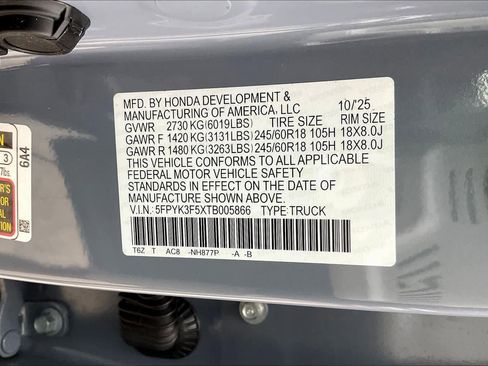 MFD. BY HONDA DEVELOPMENT &
MANUFACTURING OF AMERICA, LLC 10/'25
GVWR 2730 KG(6019LBS) TIRE SIZE RIM SIZE
GAWR F 1420 KG(3131LBS) 245/60R18 105H 18X8.0J
GAWR R 1480 KG(3263LBS) 245/60R18 105H 18X8.0J
THIS VEHICLE CONFORMS TO ALL APPLICABLE
FEDERAL MOTOR VEHICLE SAFETY
STANDARDS IN EFFECT ON THE DATE OF
MANUFACTURE SHOWN ABOVE.
V.I.N.: 5FPYK3F5XTB005866 TYPE:TRUCK
T6Z T AC8 -NH877P -A -B
3
6A4